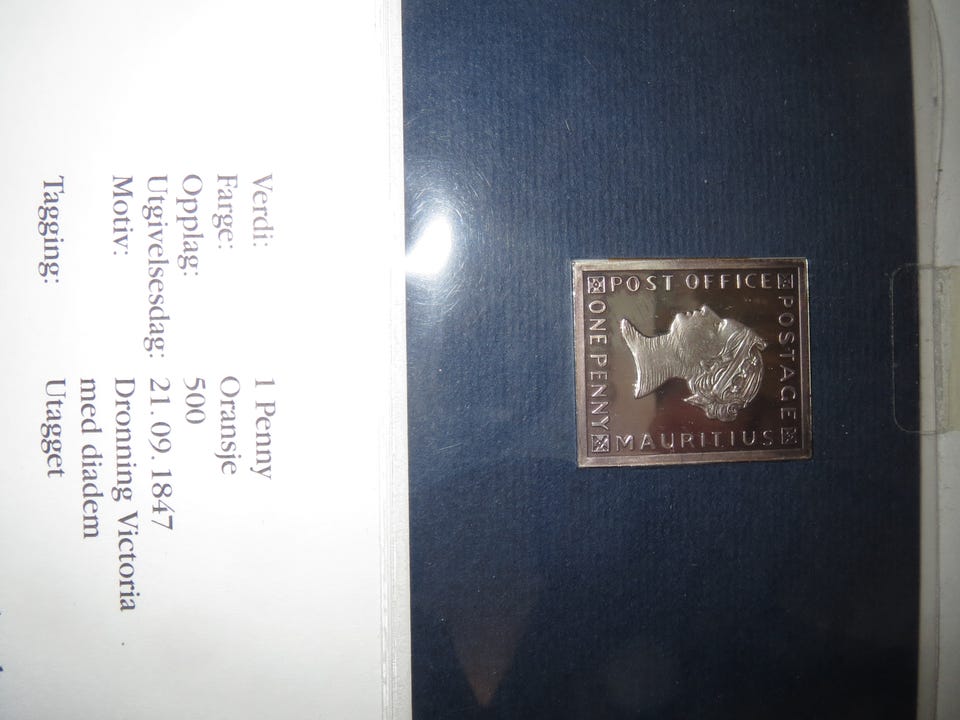 POSTAGE
POST OFFICE
MAURITIUS
ONE PENNY
Verdi: 1 Penny
Farge: Oransje
Opplag: 500
Utgivelsesdag: 21.09.1847
Motiv: Dronning Victoria
med diadem
Tagging: Utagget